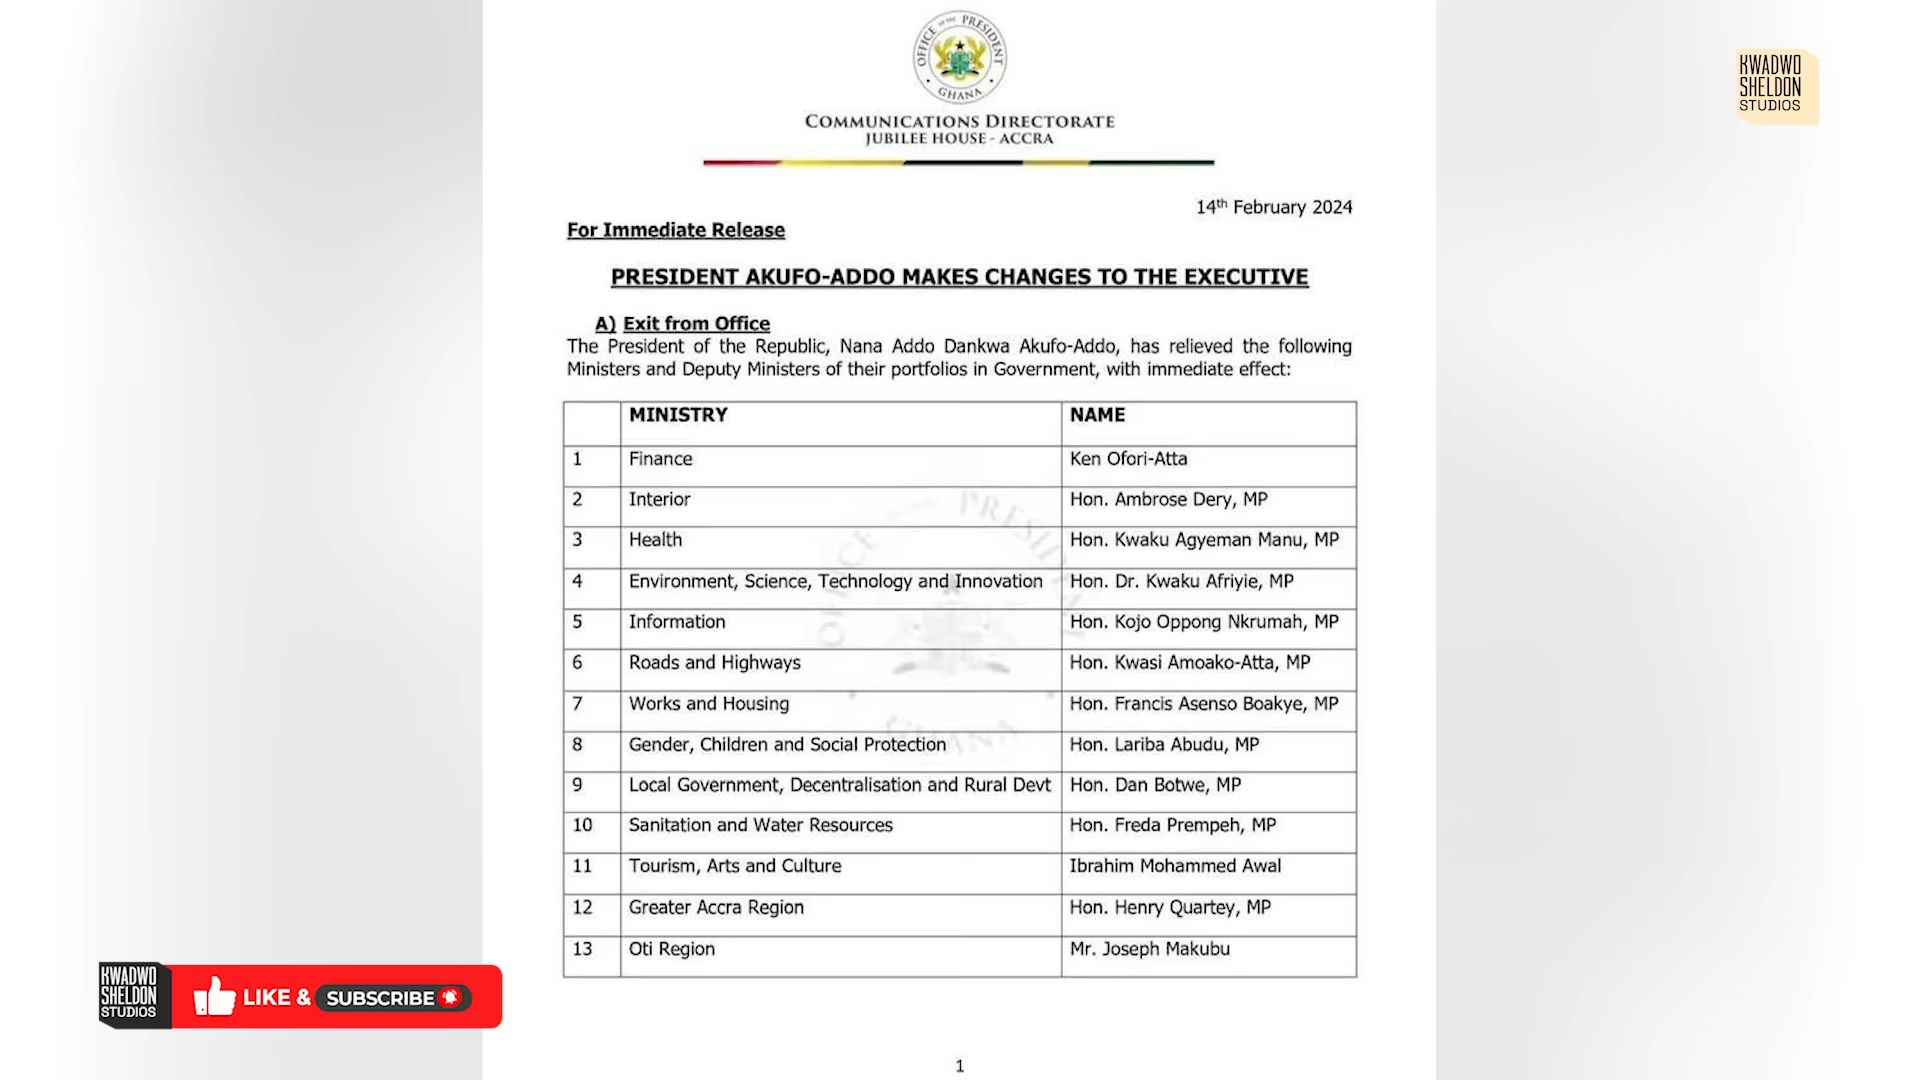 OFFICE OF THE PRESIDENT
GHANA
COMMUNICATIONS DIRECTORATE
JUBILEE HOUSE - ACCRA
KWADWO
SHELDON
STUDIOS
14th February 2024
For Immediate Release
PRESIDENT AKUFO-ADDO MAKES CHANGES TO THE EXECUTIVE
A) Exit from Office
The President of the Republic, Nana Addo Dankwa Akufo-Addo, has relieved the following
Ministers and Deputy Ministers of their portfolios in Government, with immediate effect:
MINISTRY NAME
1 Finance Ken Ofori-Atta
2 Interior Hon. Ambrose Dery, MP
3 Health Hon. Kwaku Agyeman Manu, MP
4 Environment, Science, Technology and Innovation Hon. Dr. Kwaku Afriyie, MP
5 Information Hon. Kojo Oppong Nkrumah, MP
6 Roads and Highways Hon. Kwasi Amoako-Atta, MP
7 Works and Housing Hon. Francis Asenso Boakye, MP
8 Gender, Children and Social Protection Hon. Lariba Abudu, MP
9 Local Government, Decentralisation and Rural Devt Hon. Dan Botwe, MP
10 Sanitation and Water Resources Hon. Freda Prempeh, MP
11 Tourism, Arts and Culture Ibrahim Mohammed Awal
12 Greater Accra Region Hon. Henry Quartey, MP
13 Oti Region Mr. Joseph Makubu
OFFICE PRESIDENT
GHANA
KWADWO
SHELDON
STUDIOS
LIKE & SUBSCRIBE
1